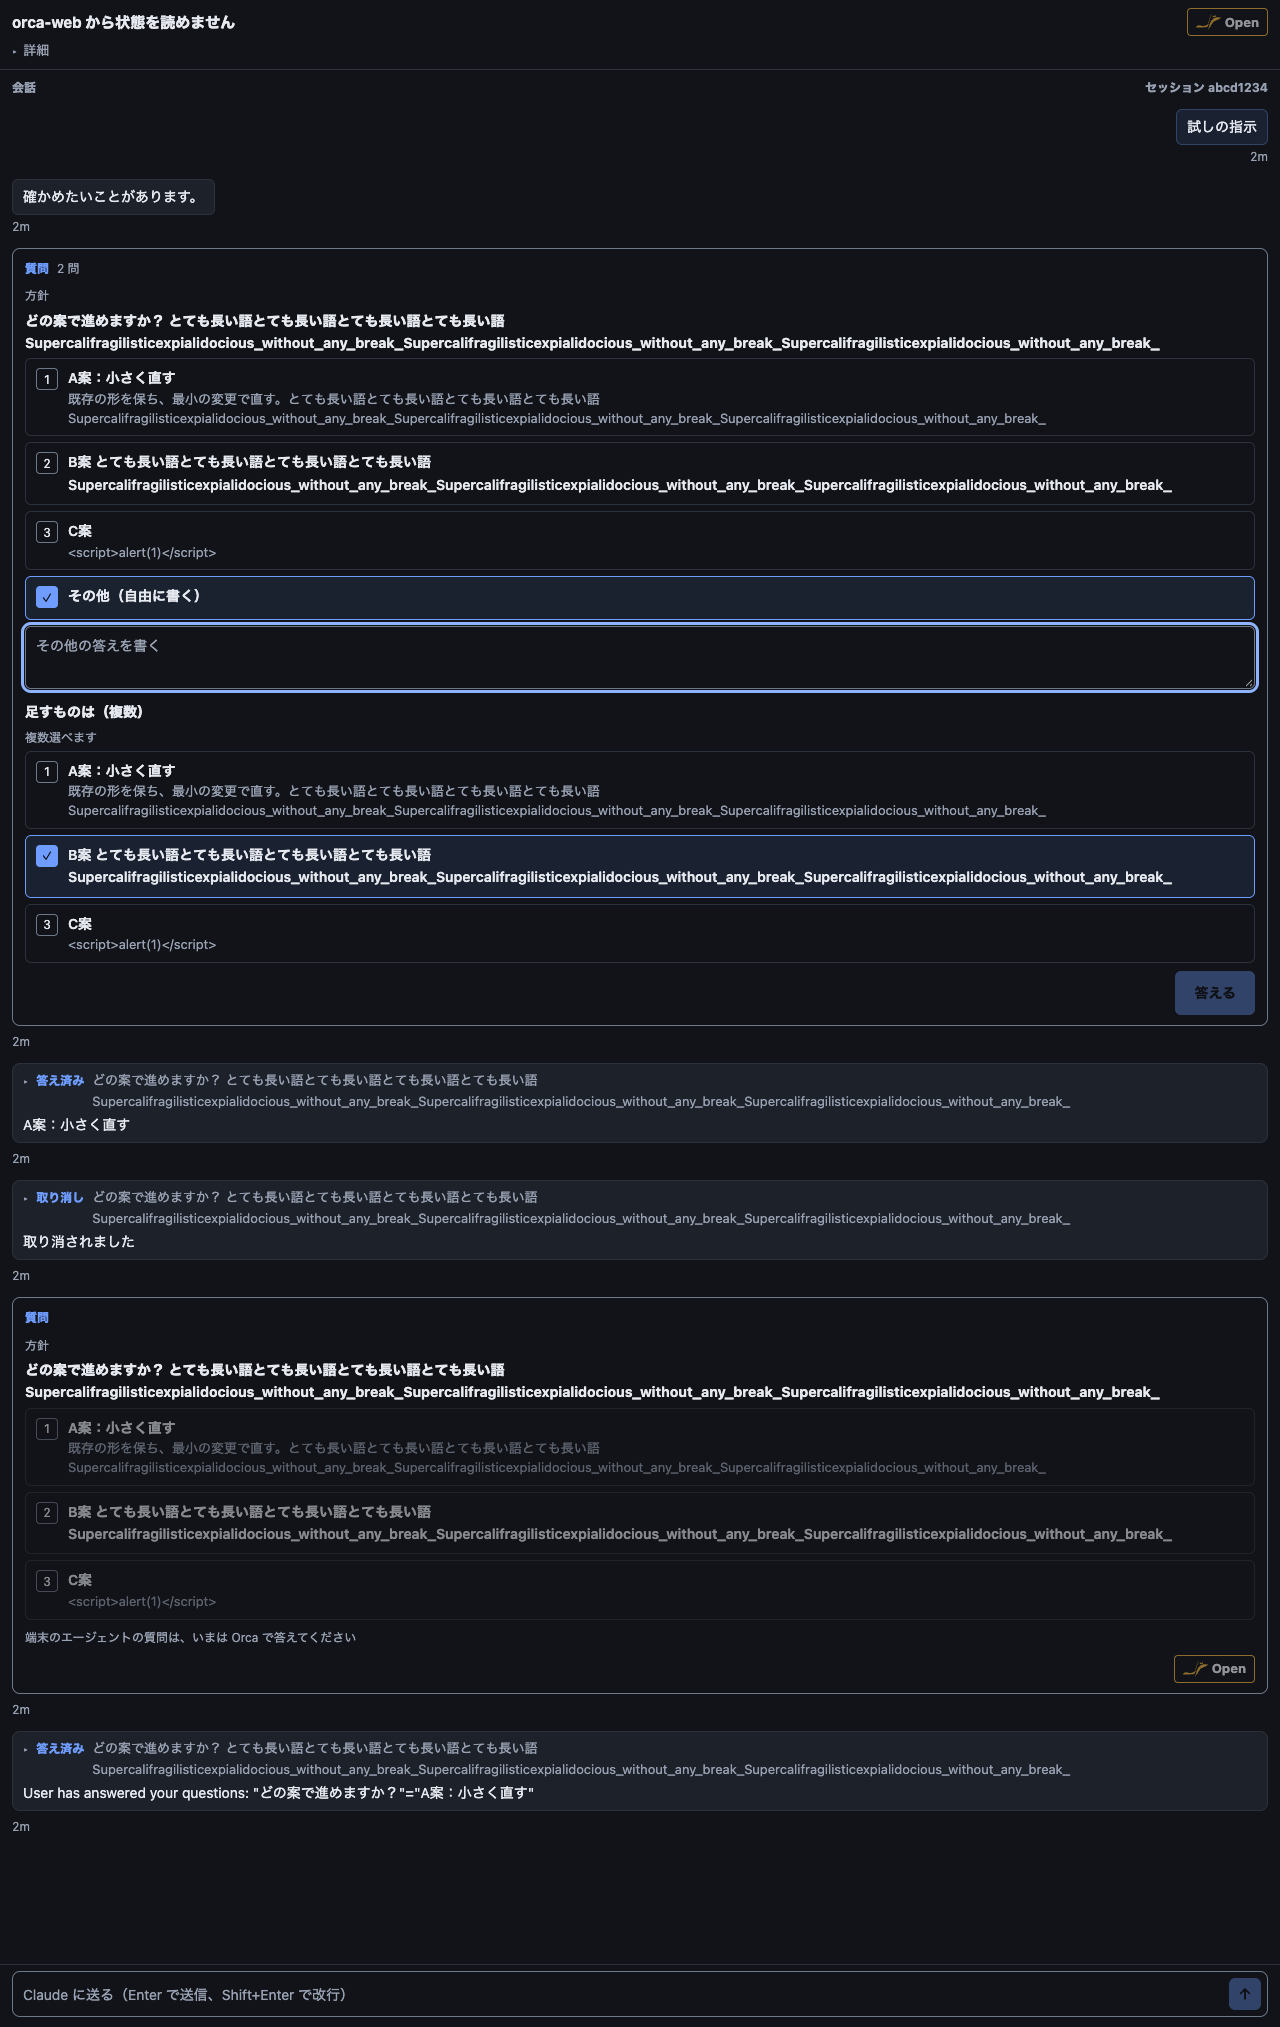 orca-web から状態を読めません
Open
詳細
会話
セッション abcd1234
試しの指示
2m
確かめたいことがあります。
2m
質問 2 問
方針
どの案で進めますか？ とても長い語とても長い語とても長い語とても長い語
Supercalifragilisticexpialidocious_without_any_break_Supercalifragilisticexpialidocious_without_any_break_Supercalifragilisticexpialidocious_without_any_break_
1 A案：小さく直す
既存の形を保ち、最小の変更で直す。とても長い語とても長い語とても長い語とても長い語
Supercalifragilisticexpialidocious_without_any_break_Supercalifragilisticexpialidocious_without_any_break_Supercalifragilisticexpialidocious_without_any_break_
2 B案 とても長い語とても長い語とても長い語とても長い語
Supercalifragilisticexpialidocious_without_any_break_Supercalifragilisticexpialidocious_without_any_break_Supercalifragilisticexpialidocious_without_any_break_
3 C案
<script>alert(1)</script>
✓ その他（自由に書く）
その他の答えを書く
足すものは（複数）
複数選べます
1 A案：小さく直す
既存の形を保ち、最小の変更で直す。とても長い語とても長い語とても長い語とても長い語
Supercalifragilisticexpialidocious_without_any_break_Supercalifragilisticexpialidocious_without_any_break_Supercalifragilisticexpialidocious_without_any_break_
✓ B案 とても長い語とても長い語とても長い語とても長い語
Supercalifragilisticexpialidocious_without_any_break_Supercalifragilisticexpialidocious_without_any_break_Supercalifragilisticexpialidocious_without_any_break_
3 C案
<script>alert(1)</script>
答える
2m
答え済み どの案で進めますか？ とても長い語とても長い語とても長い語とても長い語
Supercalifragilisticexpialidocious_without_any_break_Supercalifragilisticexpialidocious_without_any_break_Supercalifragilisticexpialidocious_without_any_break_
A案：小さく直す
2m
取り消し どの案で進めますか？ とても長い語とても長い語とても長い語とても長い語
Supercalifragilisticexpialidocious_without_any_break_Supercalifragilisticexpialidocious_without_any_break_Supercalifragilisticexpialidocious_without_any_break_
取り消されました
2m
質問
方針
どの案で進めますか？ とても長い語とても長い語とても長い語とても長い語
Supercalifragilisticexpialidocious_without_any_break_Supercalifragilisticexpialidocious_without_any_break_Supercalifragilisticexpialidocious_without_any_break_
1 A案：小さく直す
既存の形を保ち、最小の変更で直す。とても長い語とても長い語とても長い語とても長い語
Supercalifragilisticexpialidocious_without_any_break_Supercalifragilisticexpialidocious_without_any_break_Supercalifragilisticexpialidocious_without_any_break_
2 B案 とても長い語とても長い語とても長い語とても長い語
Supercalifragilisticexpialidocious_without_any_break_Supercalifragilisticexpialidocious_without_any_break_Supercalifragilisticexpialidocious_without_any_break_
3 C案
<script>alert(1)</script>
端末のエージェントの質問は、いまは Orca で答えてください
Open
2m
答え済み どの案で進めますか？ とても長い語とても長い語とても長い語とても長い語
Supercalifragilisticexpialidocious_without_any_break_Supercalifragilisticexpialidocious_without_any_break_Supercalifragilisticexpialidocious_without_any_break_
User has answered your questions: "どの案で進めますか？"="A案：小さく直す"
2m
Claude に送る（Enter で送信、Shift+Enter で改行）